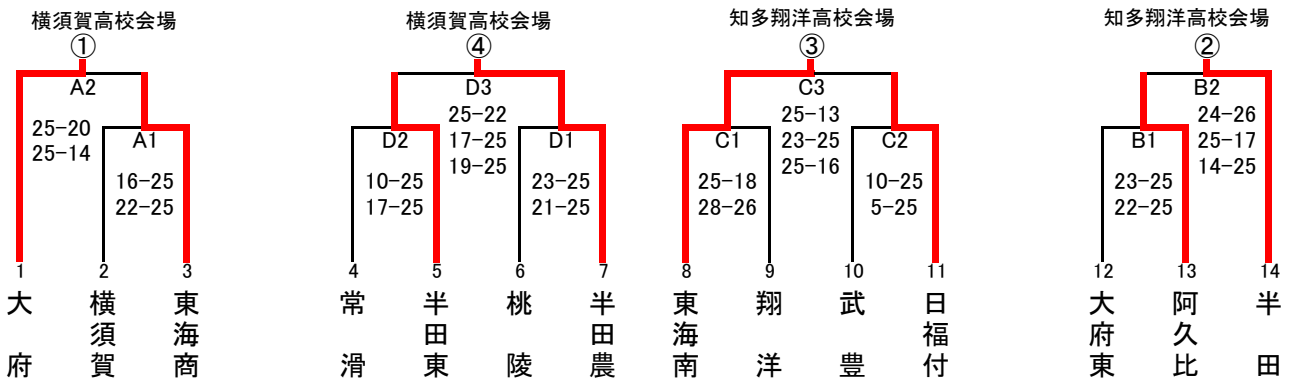 横須賀高校会場
①
A2
25-20
25-14
A1
16-25
22-25
1
大府
2
横須賀
3
東海商
横須賀高校会場
④
D3
25-22
17-25
19-25
D2
10-25
17-25
D1
23-25
21-25
4
常滑
5
半田東
6
桃陵
7
半田農
知多翔洋高校会場
③
C3
25-13
23-25
25-16
C1
25-18
28-26
C2
10-25
5-25
8
東海南
9
翔洋
10
武豊
11
日福付
知多翔洋高校会場
②
B2
24-26
25-17
14-25
B1
23-25
22-25
12
大府東
13
阿久比
14
半田